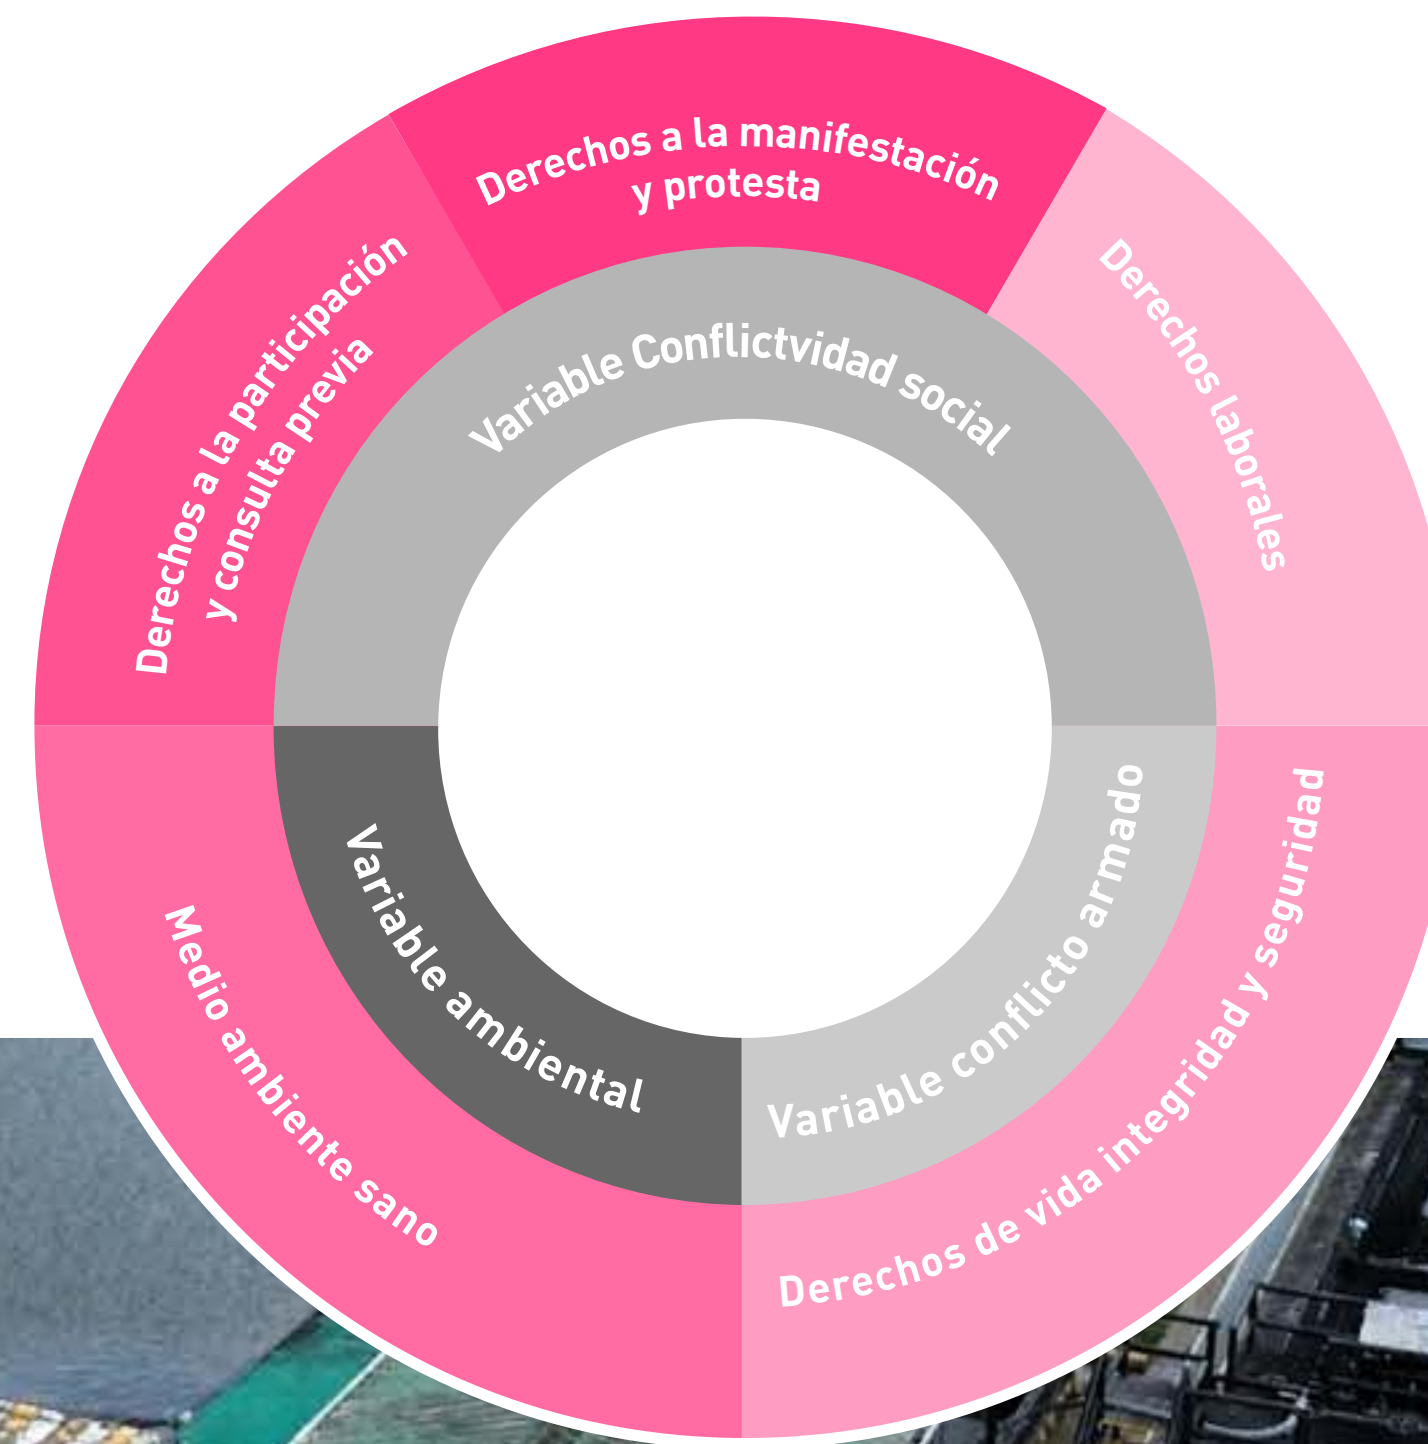 Derechos a la manifestación
y protesta
Derechos a la participación
y consulta previa
Derechos laborales
Variable Conflictvidad social
Variable ambiental
Variable conflicto armado
Medio ambiente sano
Derechos de vida integridad y seguridad